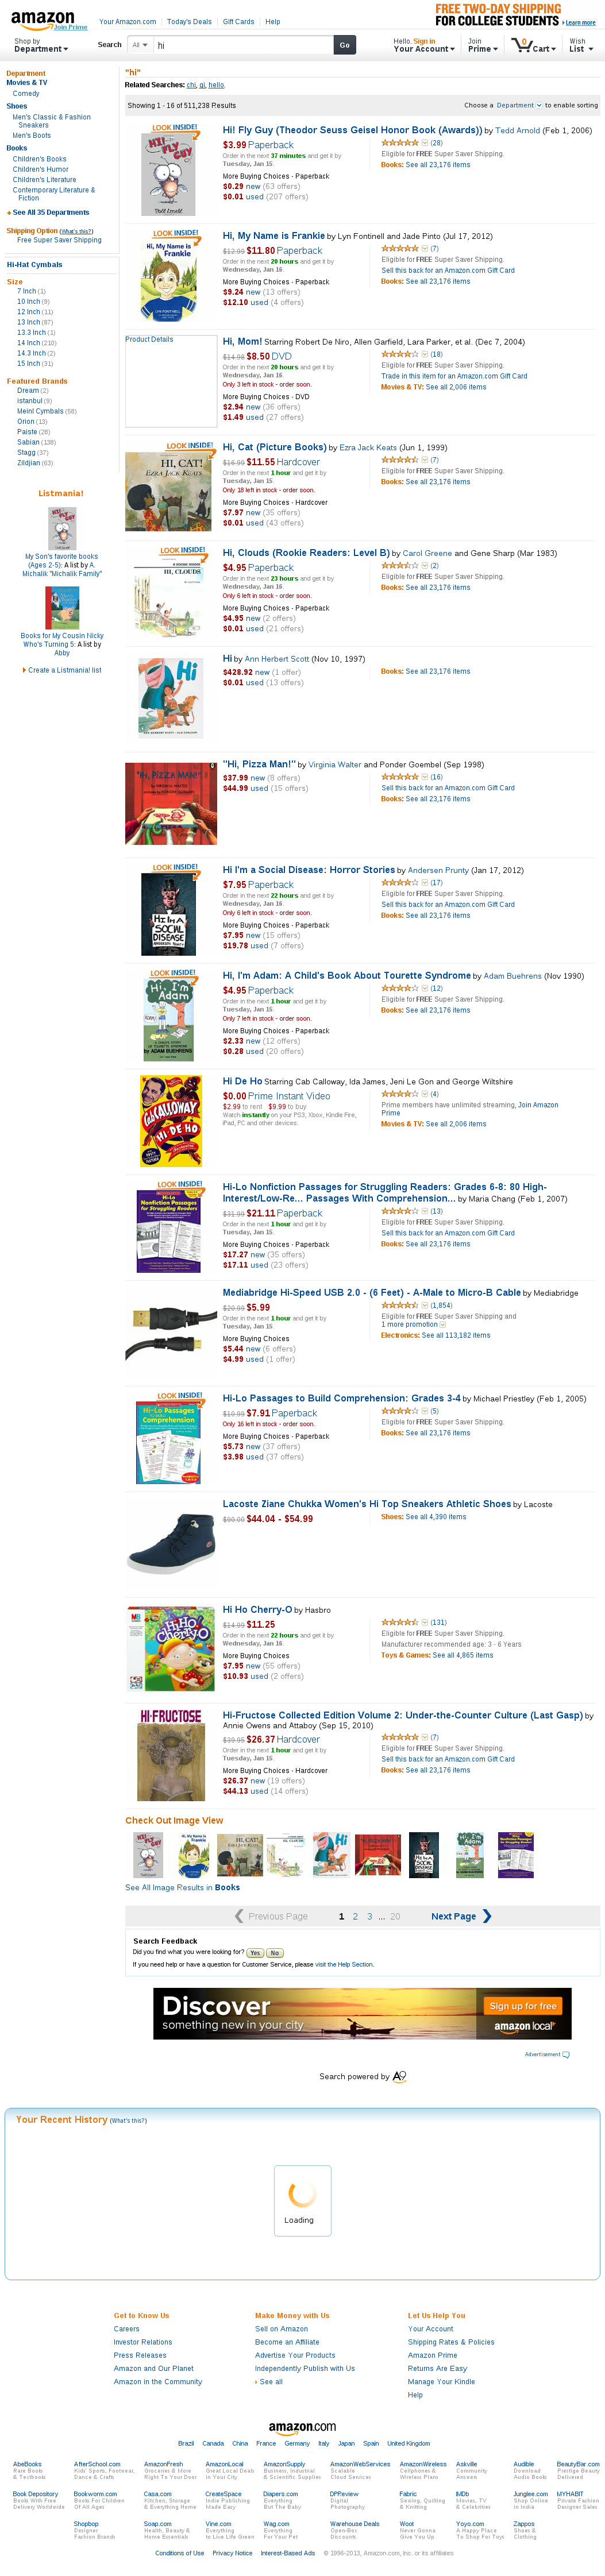 amazon
Join Prime
Your Amazon.com | Today's Deals | Gift Cards | Help
FREE TWO-DAY SHIPPING
FOR COLLEGE STUDENTS
Learn more
Shop by
Department
Search
All
hi
Go
Hello. Sign in
Your Account
Join
Prime
0
Cart
Wish
List
Department
Movies & TV
Comedy
Shoes
Men's Classic & Fashion
Sneakers
Men's Boots
Books
Children's Books
Children's Humor
Children's Literature
Contemporary Literature &
Fiction
See All 35 Departments
Shipping Option (What's this?)
Free Super Saver Shipping
Hi-Hat Cymbals
Size
7 Inch (1)
10 Inch (9)
12 Inch (11)
13 Inch (87)
13.3 Inch (1)
14 Inch (210)
14.3 Inch (2)
15 Inch (31)
Featured Brands
Dream (2)
istanbul (9)
Meinl Cymbals (58)
Orion (13)
Paiste (28)
Sabian (138)
Stagg (37)
Zildjian (63)
Listmania!
My Son's favorite books
(Ages 2-5): A list by A.
Michalik "Michalik Family"
Books for My Cousin Nicky
Who's Turning 5: A list by
Abby
Create a Listmania! list
"hi"
Related Searches: chi, qi, hello.
Showing 1 - 16 of 511,238 Results
Choose a Department to enable sorting
LOOK INSIDE!
HI! FLY GUY
Tedd Arnold
Hi! Fly Guy (Theodor Seuss Geisel Honor Book (Awards)) by Tedd Arnold (Feb 1, 2006)
$3.99 Paperback
Order in the next 37 minutes and get it by
Tuesday, Jan 15.
More Buying Choices - Paperback
$0.29 new (63 offers)
$0.01 used (207 offers)
(28)
Eligible for FREE Super Saver Shipping.
Books: See all 23,176 items
LOOK INSIDE!
Hi, My Name is Frankie
Hi, My Name is Frankie by Lyn Fontinell and Jade Pinto (Jul 17, 2012)
$12.99 $11.80 Paperback
Order in the next 20 hours and get it by
Wednesday, Jan 16.
More Buying Choices - Paperback
$9.24 new (13 offers)
$12.10 used (4 offers)
(7)
Eligible for FREE Super Saver Shipping.
Sell this back for an Amazon.com Gift Card
Books: See all 23,176 items
Product Details
Hi, Mom! Starring Robert De Niro, Allen Garfield, Lara Parker, et al. (Dec 7, 2004)
$14.98 $8.50 DVD
Order in the next 20 hours and get it by
Wednesday, Jan 16.
Only 3 left in stock - order soon.
More Buying Choices - DVD
$2.94 new (36 offers)
$1.49 used (27 offers)
(18)
Eligible for FREE Super Saver Shipping.
Trade in this item for an Amazon.com Gift Card
Movies & TV: See all 2,006 items
LOOK INSIDE!
HI, CAT!
EZRA JACK KEATS
Hi, Cat (Picture Books) by Ezra Jack Keats (Jun 1, 1999)
$16.99 $11.55 Hardcover
Order in the next 1 hour and get it by
Tuesday, Jan 15.
Only 18 left in stock - order soon.
More Buying Choices - Hardcover
$7.97 new (35 offers)
$0.01 used (43 offers)
(7)
Eligible for FREE Super Saver Shipping.
Books: See all 23,176 items
LOOK INSIDE!
HI, CLOUDS
Hi, Clouds (Rookie Readers: Level B) by Carol Greene and Gene Sharp (Mar 1983)
$4.95 Paperback
Order in the next 23 hours and get it by
Wednesday, Jan 16.
Only 6 left in stock - order soon.
More Buying Choices - Paperback
$4.95 new (2 offers)
$0.01 used (21 offers)
(2)
Eligible for FREE Super Saver Shipping.
Books: See all 23,176 items
Hi
Hi by Ann Herbert Scott (Nov 10, 1997)
$428.92 new (1 offer)
$0.01 used (13 offers)
Books: See all 23,176 items
"HI, PIZZA MAN!"
"Hi, Pizza Man!" by Virginia Walter and Ponder Goembel (Sep 1998)
$37.99 new (8 offers)
$44.99 used (15 offers)
(16)
Sell this back for an Amazon.com Gift Card
Books: See all 23,176 items
LOOK INSIDE!
HI I'M A
SOCIAL
DISEASE
Hi I'm a Social Disease: Horror Stories by Andersen Prunty (Jan 17, 2012)
$7.95 Paperback
Order in the next 22 hours and get it by
Wednesday, Jan 16.
Only 6 left in stock - order soon.
More Buying Choices - Paperback
$7.95 new (15 offers)
$19.78 used (7 offers)
(17)
Eligible for FREE Super Saver Shipping.
Sell this back for an Amazon.com Gift Card
Books: See all 23,176 items
LOOK INSIDE!
Hi, I'm Adam
by ADAM BUEHRENS
Hi, I'm Adam: A Child's Book About Tourette Syndrome by Adam Buehrens (Nov 1990)
$4.95 Paperback
Order in the next 1 hour and get it by
Tuesday, Jan 15.
Only 7 left in stock - order soon.
More Buying Choices - Paperback
$2.33 new (12 offers)
$0.28 used (20 offers)
(12)
Eligible for FREE Super Saver Shipping.
Books: See all 23,176 items
CAB CALLOWAY
HI-DE-HO
Hi De Ho Starring Cab Calloway, Ida James, Jeni Le Gon and George Wiltshire
$0.00 Prime Instant Video
$2.99 to rent $9.99 to buy
Watch instantly on your PS3, Xbox, Kindle Fire,
iPad, PC and other devices.
(4)
Prime members have unlimited streaming, Join Amazon
Prime
Movies & TV: See all 2,006 items
LOOK INSIDE!
Hi-Lo
Nonfiction Passages
for Struggling Readers
Hi-Lo Nonfiction Passages for Struggling Readers: Grades 6-8: 80 High-
Interest/Low-Re... Passages With Comprehension... by Maria Chang (Feb 1, 2007)
$31.99 $21.11 Paperback
Order in the next 1 hour and get it by
Tuesday, Jan 15.
More Buying Choices - Paperback
$17.27 new (35 offers)
$17.11 used (23 offers)
(13)
Eligible for FREE Super Saver Shipping.
Sell this back for an Amazon.com Gift Card
Books: See all 23,176 items
Mediabridge Hi-Speed USB 2.0 - (6 Feet) - A-Male to Micro-B Cable by Mediabridge
$20.99 $5.99
Order in the next 1 hour and get it by
Tuesday, Jan 15.
More Buying Choices
$5.44 new (6 offers)
$4.99 used (1 offer)
(1,854)
Eligible for FREE Super Saver Shipping and
1 more promotion
Electronics: See all 113,182 items
LOOK INSIDE!
Hi-Lo Passages
to Build
Comprehension
Hi-Lo Passages to Build Comprehension: Grades 3-4 by Michael Priestley (Feb 1, 2005)
$10.99 $7.91 Paperback
Only 16 left in stock - order soon.
More Buying Choices - Paperback
$5.73 new (37 offers)
$3.98 used (37 offers)
(5)
Eligible for FREE Super Saver Shipping.
Books: See all 23,176 items
Lacoste Ziane Chukka Women's Hi Top Sneakers Athletic Shoes by Lacoste
$90.00 $44.04 - $54.99
Shoes: See all 4,390 items
HI HO! CHERRY-O
Hi Ho Cherry-O by Hasbro
$14.99 $11.25
Order in the next 22 hours and get it by
Wednesday, Jan 16.
More Buying Choices
$7.95 new (55 offers)
$10.93 used (2 offers)
(131)
Eligible for FREE Super Saver Shipping.
Manufacturer recommended age: 3 - 6 Years
Toys & Games: See all 4,865 items
HI-FRUCTOSE
Hi-Fructose Collected Edition Volume 2: Under-the-Counter Culture (Last Gasp) by
Annie Owens and Attaboy (Sep 15, 2010)
$39.95 $26.37 Hardcover
Order in the next 1 hour and get it by
Tuesday, Jan 15.
More Buying Choices - Hardcover
$26.37 new (19 offers)
$44.13 used (14 offers)
(7)
Eligible for FREE Super Saver Shipping.
Sell this back for an Amazon.com Gift Card
Books: See all 23,176 items
Check Out Image View
See All Image Results in Books
Previous Page 1 2 3 ... 20 Next Page
Search Feedback
Did you find what you were looking for? Yes No
If you need help or have a question for Customer Service, please visit the Help Section.
Discover
something new in your city
Sign up for free
amazon local
Advertisement
Search powered by A9
Your Recent History (What's this?)
Loading
Get to Know Us
Careers
Investor Relations
Press Releases
Amazon and Our Planet
Amazon in the Community
Make Money with Us
Sell on Amazon
Become an Affiliate
Advertise Your Products
Independently Publish with Us
See all
Let Us Help You
Your Account
Shipping Rates & Policies
Amazon Prime
Returns Are Easy
Manage Your Kindle
Help
amazon.com
Brazil Canada China France Germany Italy Japan Spain United Kingdom
AbeBooks
Rare Books
& Textbooks
AfterSchool.com
Kids' Sports, Footwear,
Dance & Crafts
AmazonFresh
Groceries & More
Right To Your Door
AmazonLocal
Great Local Deals
in Your City
AmazonSupply
Business, Industrial
& Scientific Supplies
AmazonWebServices
Scalable
Cloud Services
AmazonWireless
Cellphones &
Wireless Plans
Askville
Community
Answers
Audible
Download
Audio Books
BeautyBar.com
Prestige Beauty
Delivered
Book Depository
Books With Free
Delivery Worldwide
Bookworm.com
Books For Children
Of All Ages
Casa.com
Kitchen, Storage
& Everything Home
CreateSpace
Indie Publishing
Made Easy
Diapers.com
Everything
But The Baby
DPReview
Digital
Photography
Fabric
Sewing, Quilting
& Knitting
IMDb
Movies, TV
& Celebrities
Junglee.com
Shop Online
in India
MYHABIT
Private Fashion
Designer Sales
Shopbop
Designer
Fashion Brands
Soap.com
Health, Beauty &
Home Essentials
Vine.com
Everything
to Live Life Green
Wag.com
Everything
For Your Pet
Warehouse Deals
Open-Box
Discounts
Woot
Never Gonna
Give You Up
Yoyo.com
A Happy Place
To Shop For Toys
Zappos
Shoes &
Clothing
Conditions of Use Privacy Notice Interest-Based Ads © 1996-2013, Amazon.com, Inc. or its affiliates